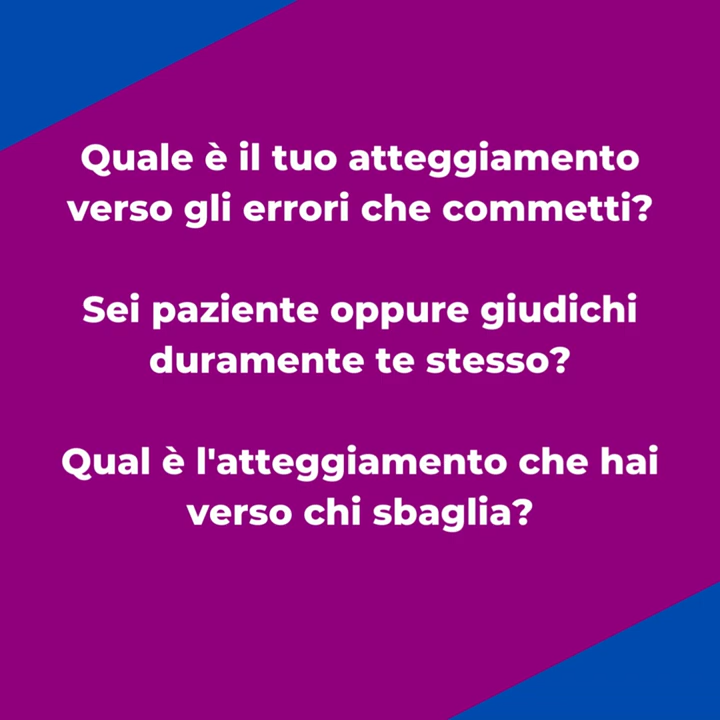 Quale è il tuo atteggiamento
verso gli errori che commetti?
Sei paziente oppure giudichi
duramente te stesso?
Qual è l'atteggiamento che hai
verso chi sbaglia?